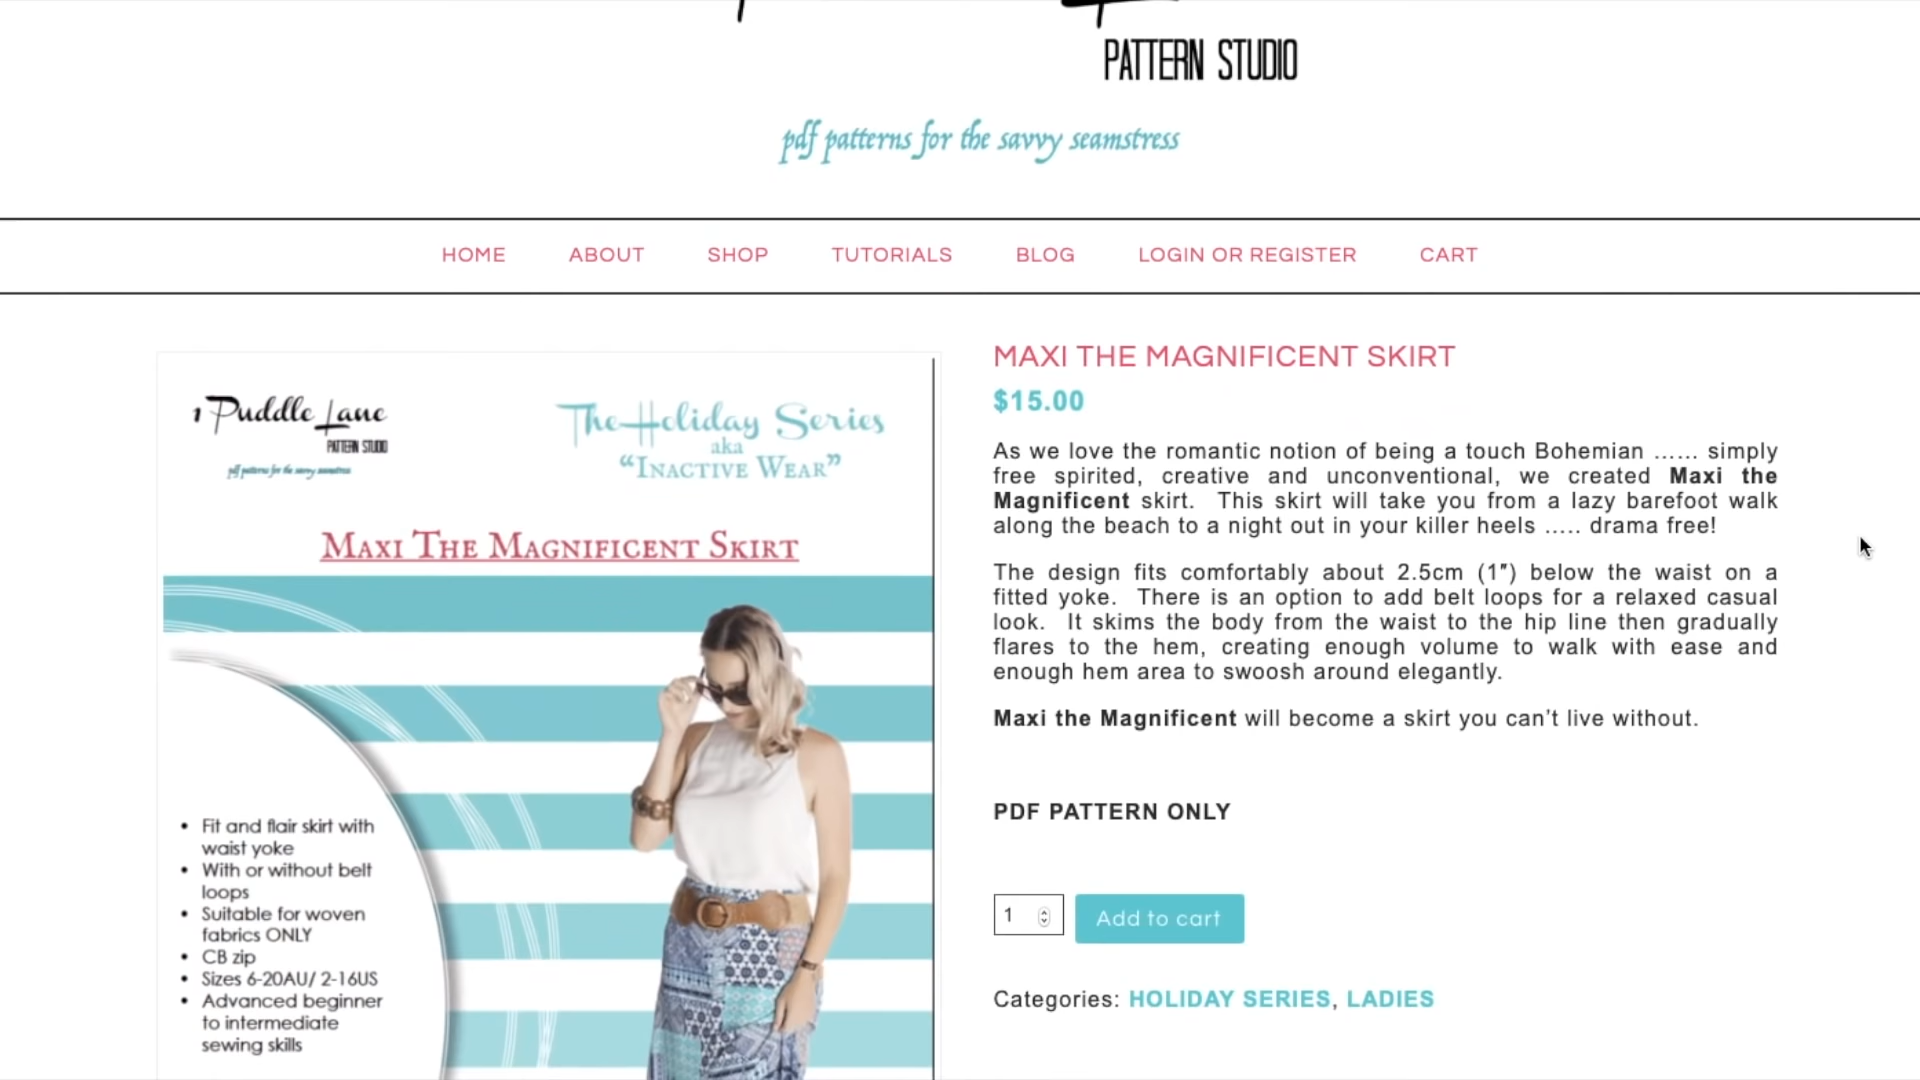 PATTERN STUDIO
pdf patterns for the savvy seamstress
HOME ABOUT SHOP TUTORIALS BLOG LOGIN OR REGISTER CART
1 Puddle Lane
PATTERN STUDIO
pdf patterns for the savvy seamstress
The Holiday Series
aka
“INACTIVE WEAR”
MAXI THE MAGNIFICENT SKIRT
• Fit and flair skirt with
waist yoke
• With or without belt
loops
• Suitable for woven
fabrics ONLY
• CB zip
• Sizes 6-20AU/ 2-16US
• Advanced beginner
to intermediate
sewing skills
MAXI THE MAGNIFICENT SKIRT
$15.00
As we love the romantic notion of being a touch Bohemian …… simply
free spirited, creative and unconventional, we created Maxi the
Magnificent skirt. This skirt will take you from a lazy barefoot walk
along the beach to a night out in your killer heels ….. drama free!
The design fits comfortably about 2.5cm (1″) below the waist on a
fitted yoke. There is an option to add belt loops for a relaxed casual
look. It skims the body from the waist to the hip line then gradually
flares to the hem, creating enough volume to walk with ease and
enough hem area to swoosh around elegantly.
Maxi the Magnificent will become a skirt you can’t live without.
PDF PATTERN ONLY
1 Add to cart
Categories: HOLIDAY SERIES, LADIES